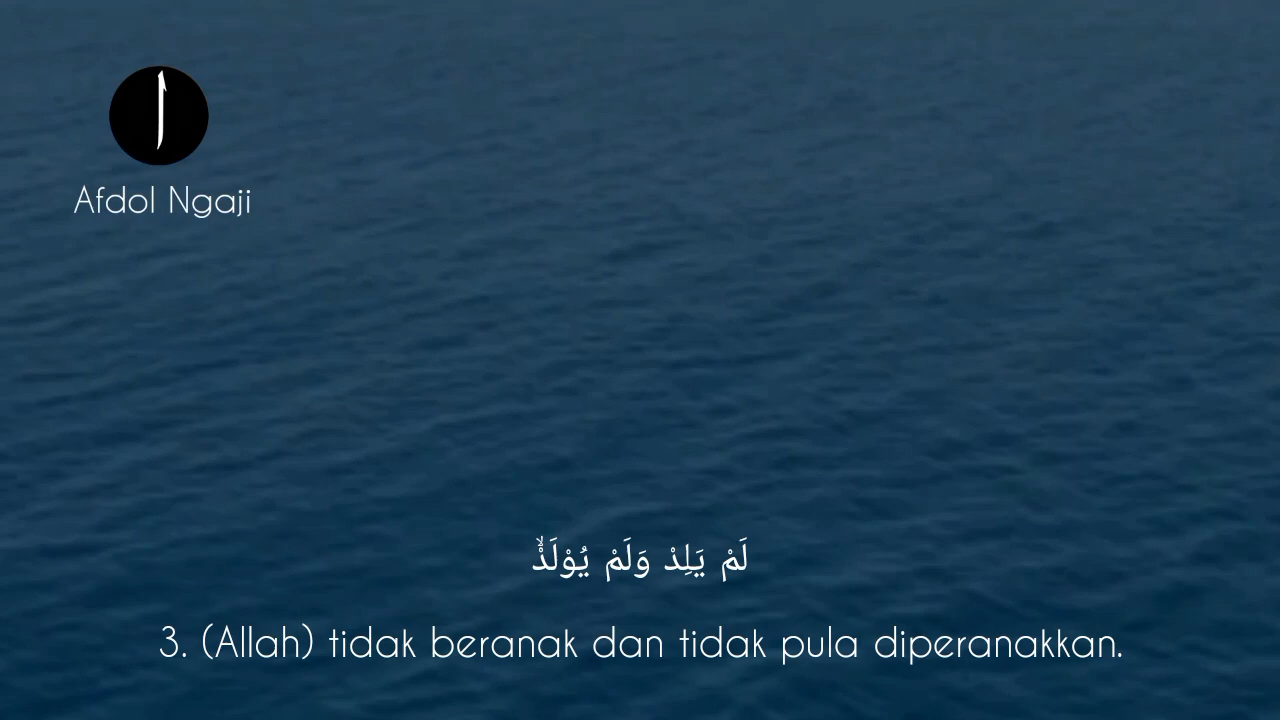 ا
Afdol Ngaji
لَمْ يَلِدْ وَلَمْ يُوْلَدْۙ
3. (Allah) tidak beranak dan tidak pula diperanakkan.